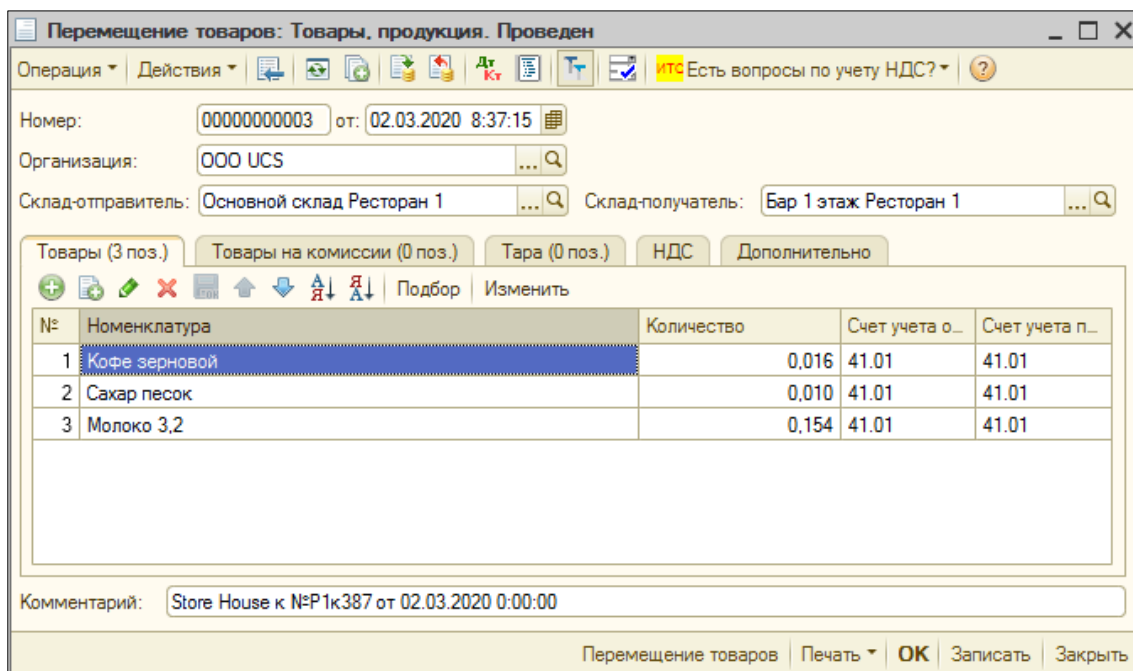 Перемещение товаров: Товары, продукция. Проведен
Операция Действия Дт Кт Тт ИТС Есть вопросы по учету НДС? ?
Номер: 00000000003 от: 02.03.2020 8:37:15
Организация: ООО UCS ...
Склад-отправитель: Основной склад Ресторан 1 ... Склад-получатель: Бар 1 этаж Ресторан 1 ...
Товары (3 поз.) Товары на комиссии (0 поз.) Тара (0 поз.) НДС Дополнительно
А Я Я А Подбор Изменить
№ Номенклатура Количество Счет учета о... Счет учета п...
1 Кофе зерновой 0,016 41.01 41.01
2 Сахар песок 0,010 41.01 41.01
3 Молоко 3,2 0,154 41.01 41.01
Комментарий: Store House к №Р1к387 от 02.03.2020 0:00:00
Перемещение товаров Печать OK Записать Закрыть